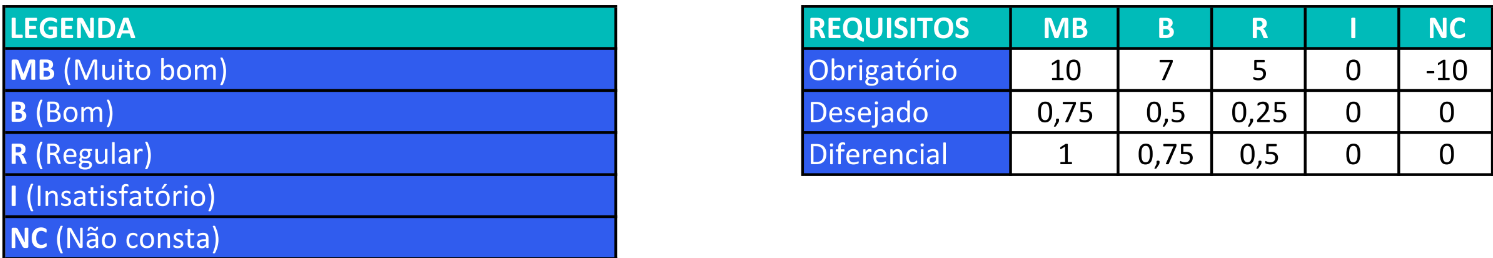 LEGENDA
MB (Muito bom)
B (Bom)
R (Regular)
I (Insatisfatório)
NC (Não consta)
REQUISITOS MB B R I NC
Obrigatório 10 7 5 0 -10
Desejado 0,75 0,5 0,25 0 0
Diferencial 1 0,75 0,5 0 0